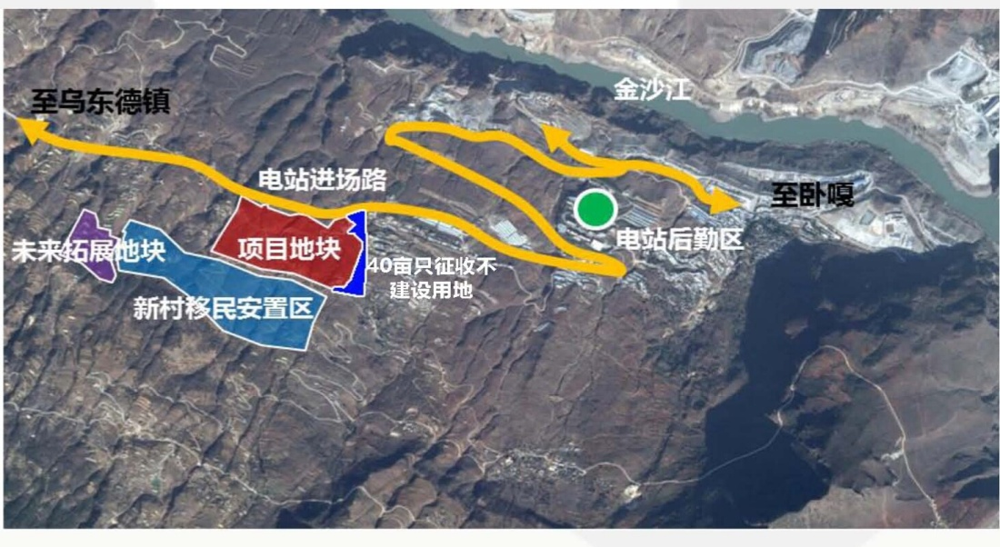 金沙江
至乌东德镇
电站进场路
至卧嘎
电站后勤区
未来拓展地块
项目地块
40亩只征收不
建设用地
新村移民安置区